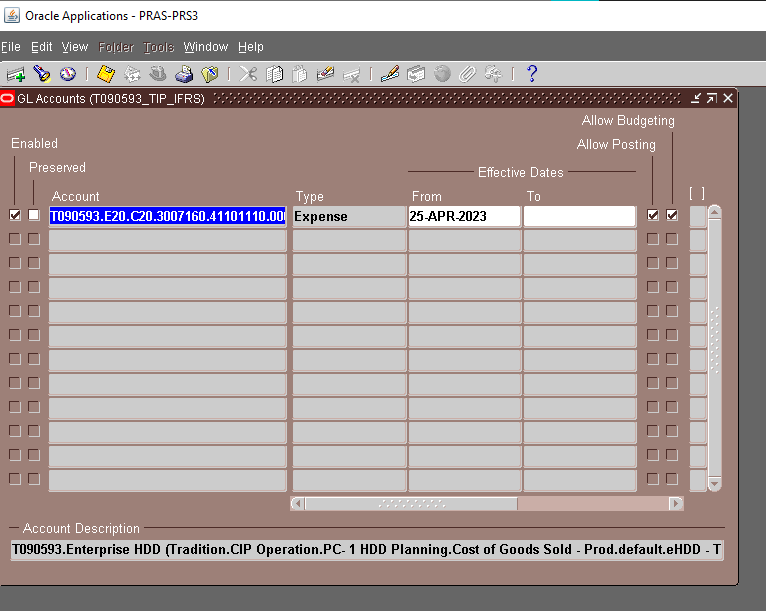 Oracle Applications - PRAS-PRS3
File Edit View Folder Tools Window Help
GL Accounts (T090593_TIP_IFRS)
Allow Budgeting
Enabled
Allow Posting
Preserved
Effective Dates
Account Type From To [ ]
T090593.E20.C20.3007160.41101110.000 Expense 25-APR-2023
Account Description
T090593.Enterprise HDD (Tradition.CIP Operation.PC- 1 HDD Planning.Cost of Goods Sold - Prod.default.eHDD - T